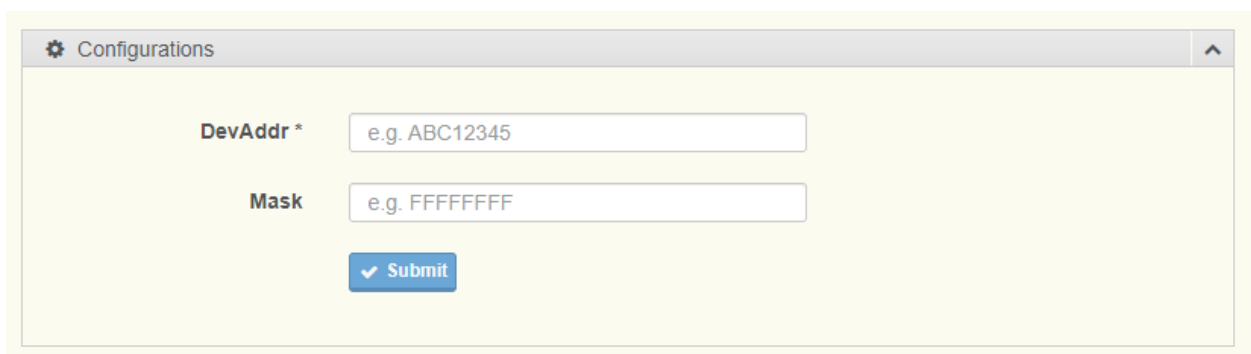 Configurations
DevAddr * e.g. ABC12345
Mask e.g. FFFFFFFF
Submit